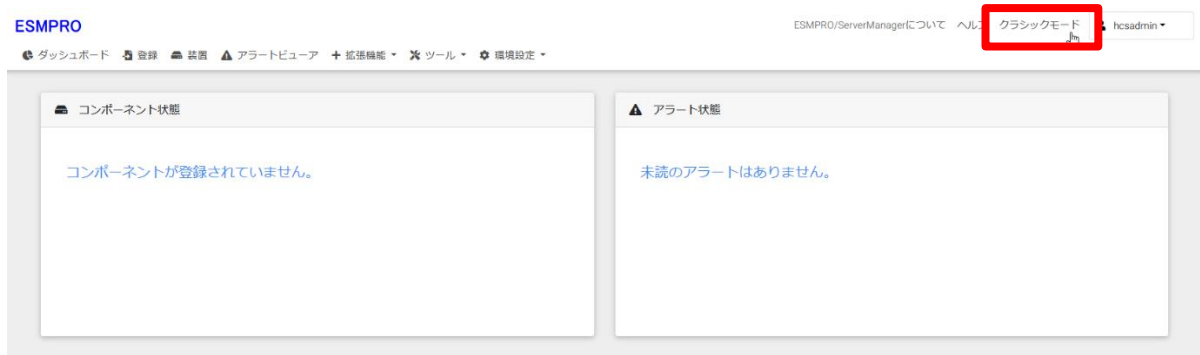 ESMPRO
ESMPRO/ServerManagerについて ヘル クラシックモード hcsadmin
ダッシュボード 登録 装置 アラートビューア 拡張機能 ツール 環境設定
コンポーネント状態
アラート状態
コンポーネントが登録されていません。
未読のアラートはありません。